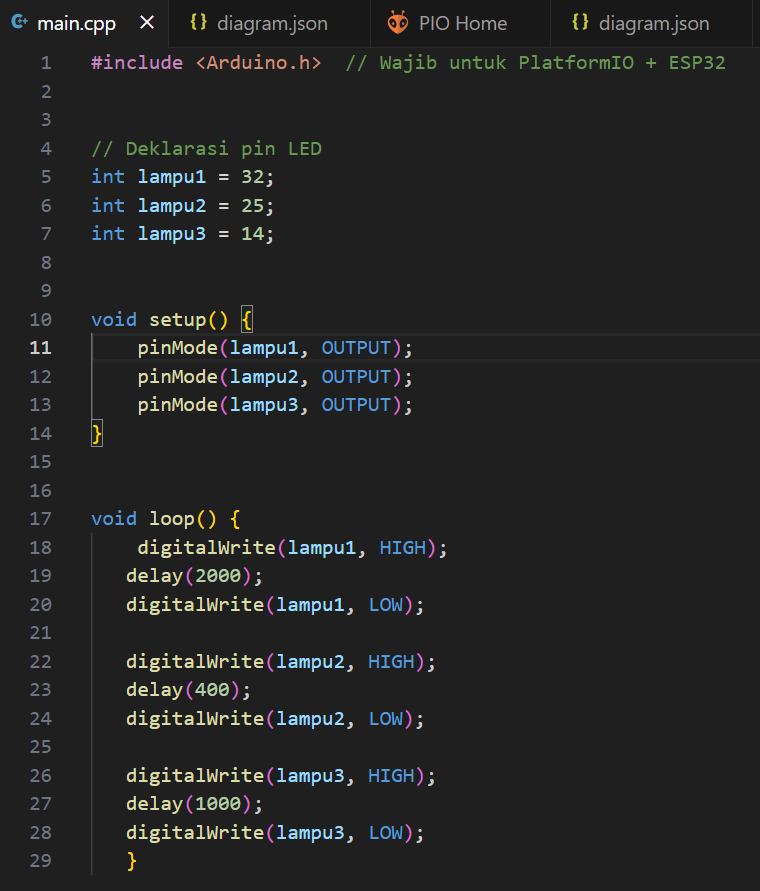 main.cpp × {} diagram.json PIO Home {} diagram.json
1 #include <Arduino.h>  // Wajib untuk PlatformIO + ESP32
2
3
4 // Deklarasi pin LED
5 int lampu1 = 32;
6 int lampu2 = 25;
7 int lampu3 = 14;
8
9
10 void setup() {
11     pinMode(lampu1, OUTPUT);
12     pinMode(lampu2, OUTPUT);
13     pinMode(lampu3, OUTPUT);
14 }
15
16
17 void loop() {
18     digitalWrite(lampu1, HIGH);
19    delay(2000);
20    digitalWrite(lampu1, LOW);
21
22    digitalWrite(lampu2, HIGH);
23    delay(400);
24    digitalWrite(lampu2, LOW);
25
26    digitalWrite(lampu3, HIGH);
27    delay(1000);
28    digitalWrite(lampu3, LOW);
29    }